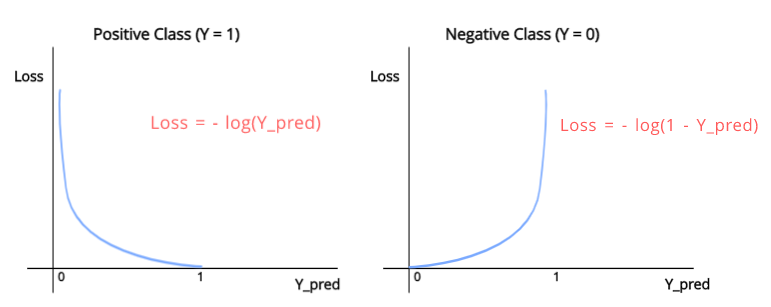 Positive Class (Y = 1)
Loss
Loss = - log(Y_pred)
0
1
Y_pred
Negative Class (Y = 0)
Loss
Loss = - log(1 - Y_pred)
0
1
Y_pred